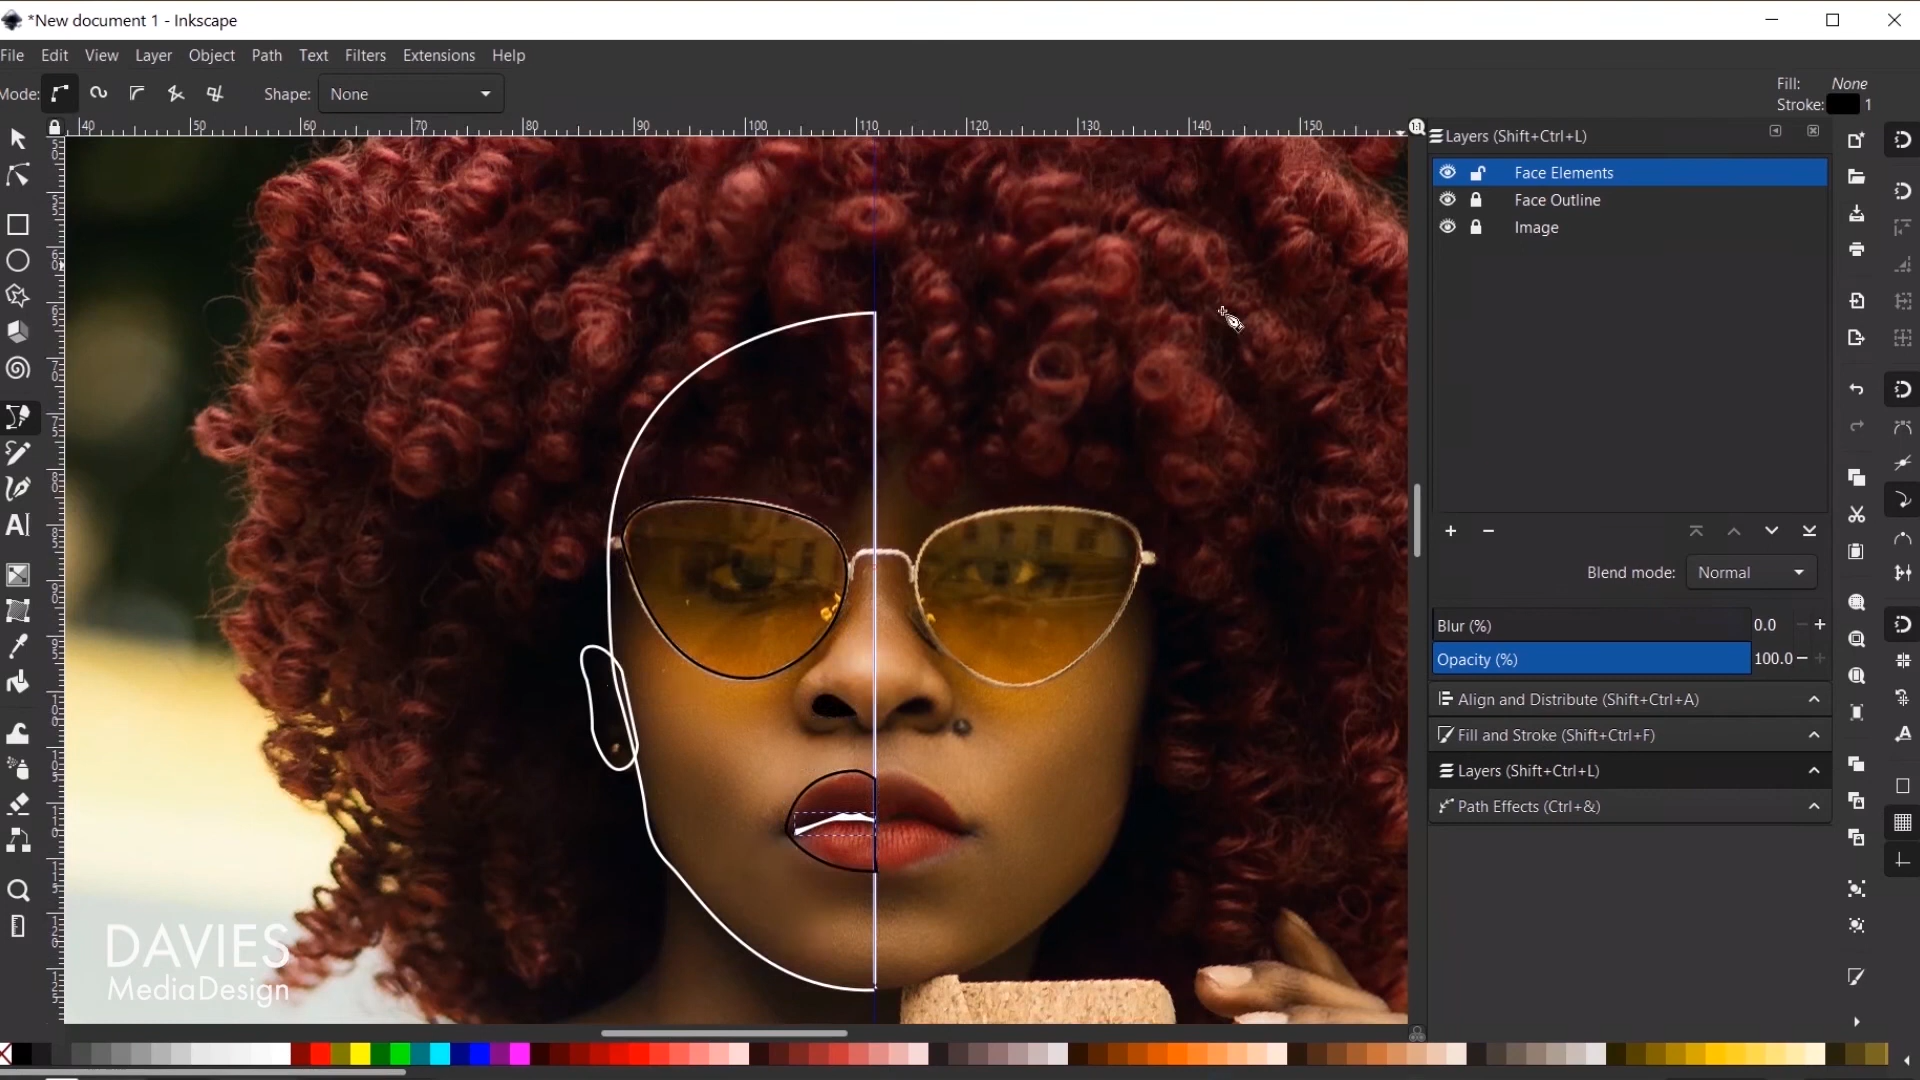 *New document 1 - Inkscape
File Edit View Layer Object Path Text Filters Extensions Help
Mode: Shape: None
Fill: None
Stroke: 1
40 50 60 70 80 90 100 110 120 130 140 150
Layers (Shift+Ctrl+L)
Face Elements
Face Outline
Image
Blend mode: Normal
Blur (%) 0.0
Opacity (%) 100.0
Align and Distribute (Shift+Ctrl+A)
Fill and Stroke (Shift+Ctrl+F)
Layers (Shift+Ctrl+L)
Path Effects (Ctrl+&)
DAVIES
MediaDesign